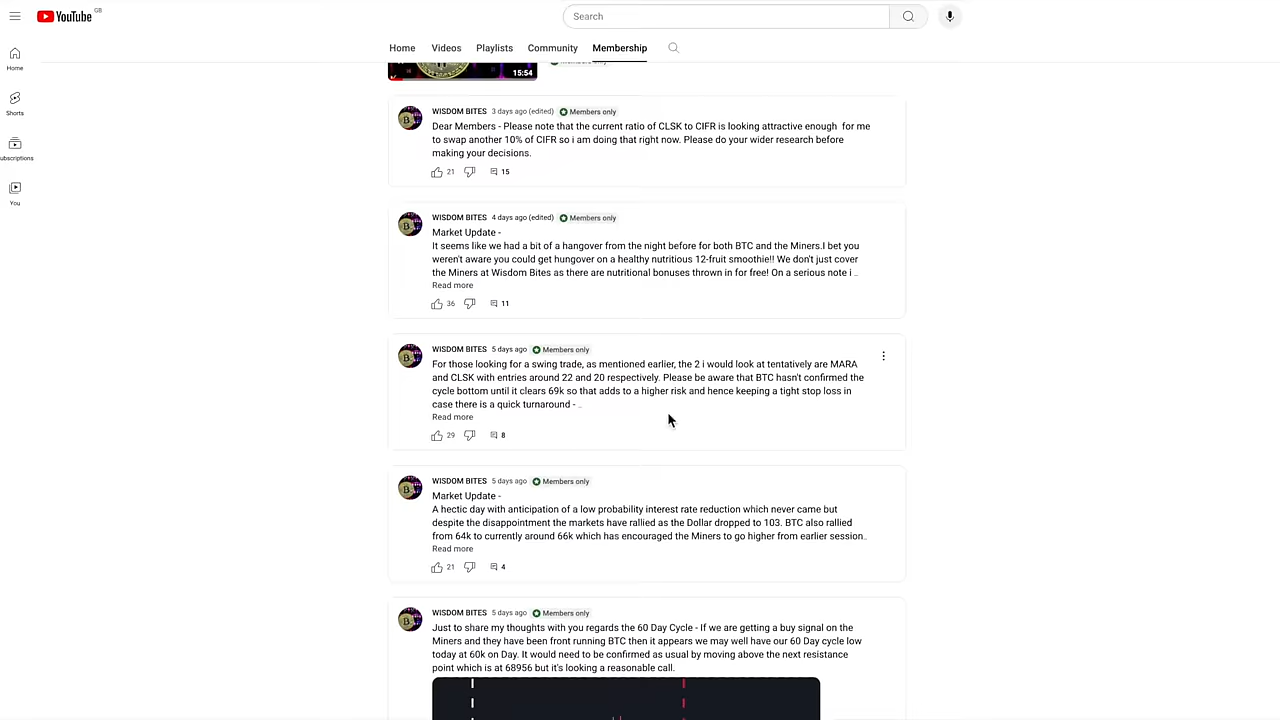 YouTube GB
Search
Home
Videos
Playlists
Community
Membership
Home
Shorts
ubscriptions
You
15:54
Members only
WISDOM BITES 3 days ago (edited) Members only
Dear Members - Please note that the current ratio of CLSK to CIFR is looking attractive enough for me
to swap another 10% of CIFR so i am doing that right now. Please do your wider research before
making your decisions.
21 15
WISDOM BITES 4 days ago (edited) Members only
Market Update -
It seems like we had a bit of a hangover from the night before for both BTC and the Miners.I bet you
weren't aware you could get hungover on a healthy nutritious 12-fruit smoothie!! We don't just cover
the Miners at Wisdom Bites as there are nutritional bonuses thrown in for free! On a serious note i ..
Read more
36 11
WISDOM BITES 5 days ago Members only
For those looking for a swing trade, as mentioned earlier, the 2 i would look at tentatively are MARA
and CLSK with entries around 22 and 20 respectively. Please be aware that BTC hasn't confirmed the
cycle bottom until it clears 69k so that adds to a higher risk and hence keeping a tight stop loss in
case there is a quick turnaround - ..
Read more
29 8
WISDOM BITES 5 days ago Members only
Market Update -
A hectic day with anticipation of a low probability interest rate reduction which never came but
despite the disappointment the markets have rallied as the Dollar dropped to 103. BTC also rallied
from 64k to currently around 66k which has encouraged the Miners to go higher from earlier session..
Read more
21 4
WISDOM BITES 5 days ago Members only
Just to share my thoughts with you regards the 60 Day Cycle - If we are getting a buy signal on the
Miners and they have been front running BTC then it appears we may well have our 60 Day cycle low
today at 60k on Day. It would need to be confirmed as usual by moving above the next resistance
point which is at 68956 but it's looking a reasonable call.